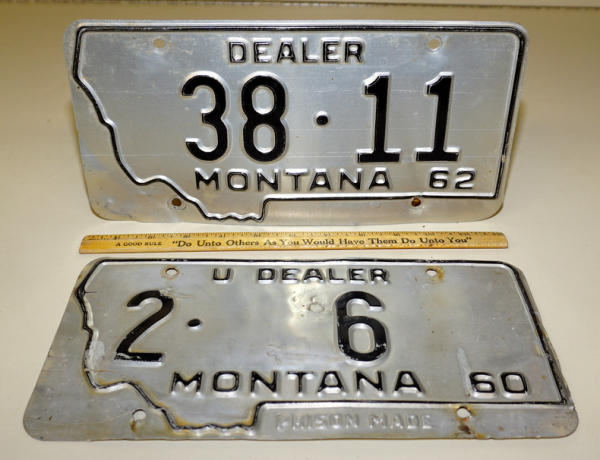 DEALER
38·11
MONTANA 62
A GOOD RULE "Do Unto Others As You Would Have Them Do Unto You"
U DEALER
2· 6
MONTANA 60
PRISON MADE